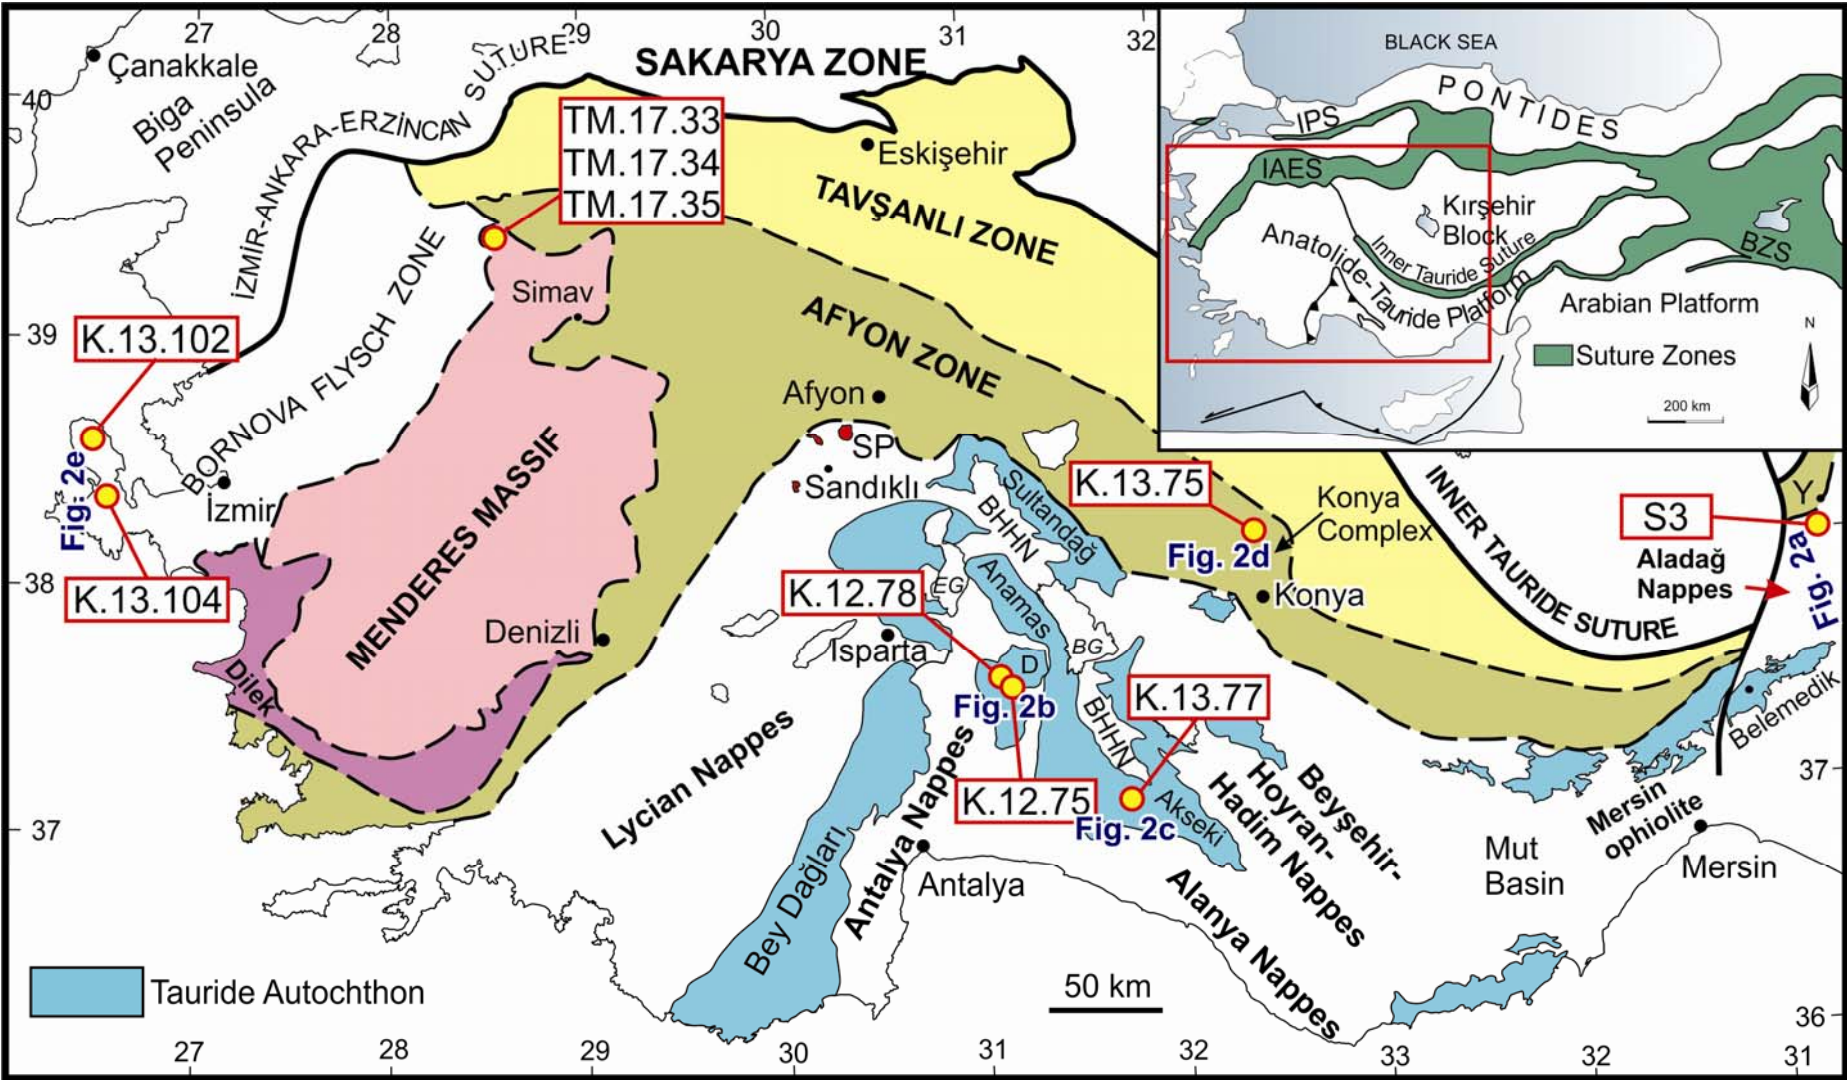 27
28
29
30
31
32
SUTURE
SAKARYA ZONE
Çanakkale
Biga
Peninsula
40
İZMİR-ANKARA-ERZİNCAN
TM.17.33
TM.17.34
TM.17.35
Eskişehir
TAVŞANLI ZONE
BLACK SEA
PONTIDES
IPS
IAES
Kırşehir
Block
Inner Tauride Suture
Anatolide-Tauride Platform
BZS
Arabian Platform
Suture Zones
N
200 km
39
Simav
K.13.102
BORNOVA FLYSCH ZONE
AFYON ZONE
Afyon
SP
Sandıklı
Fig. 2e
İzmir
K.13.104
38
MENDERES MASSIF
Denizli
Dilek
Sultandağ
BHHN
K.13.75
Fig. 2d
Konya
Complex
Konya
INNER TAURIDE SUTURE
Y
S3
Fig. 2a
Aladağ
Nappes
K.12.78
EG
Anamas
Isparta
D
BG
Fig. 2b
BHHN
K.13.77
K.12.75
Fig. 2c
Akseki
Belemedik
37
37
Lycian Nappes
Antalya Nappes
Bey Dağları
Antalya
Beyşehir-
Hoyran-
Hadim Nappes
Alanya Nappes
Mersin
ophiolite
Mut
Basin
Mersin
Tauride Autochthon
50 km
36
27
28
29
30
31
32
33
32
31